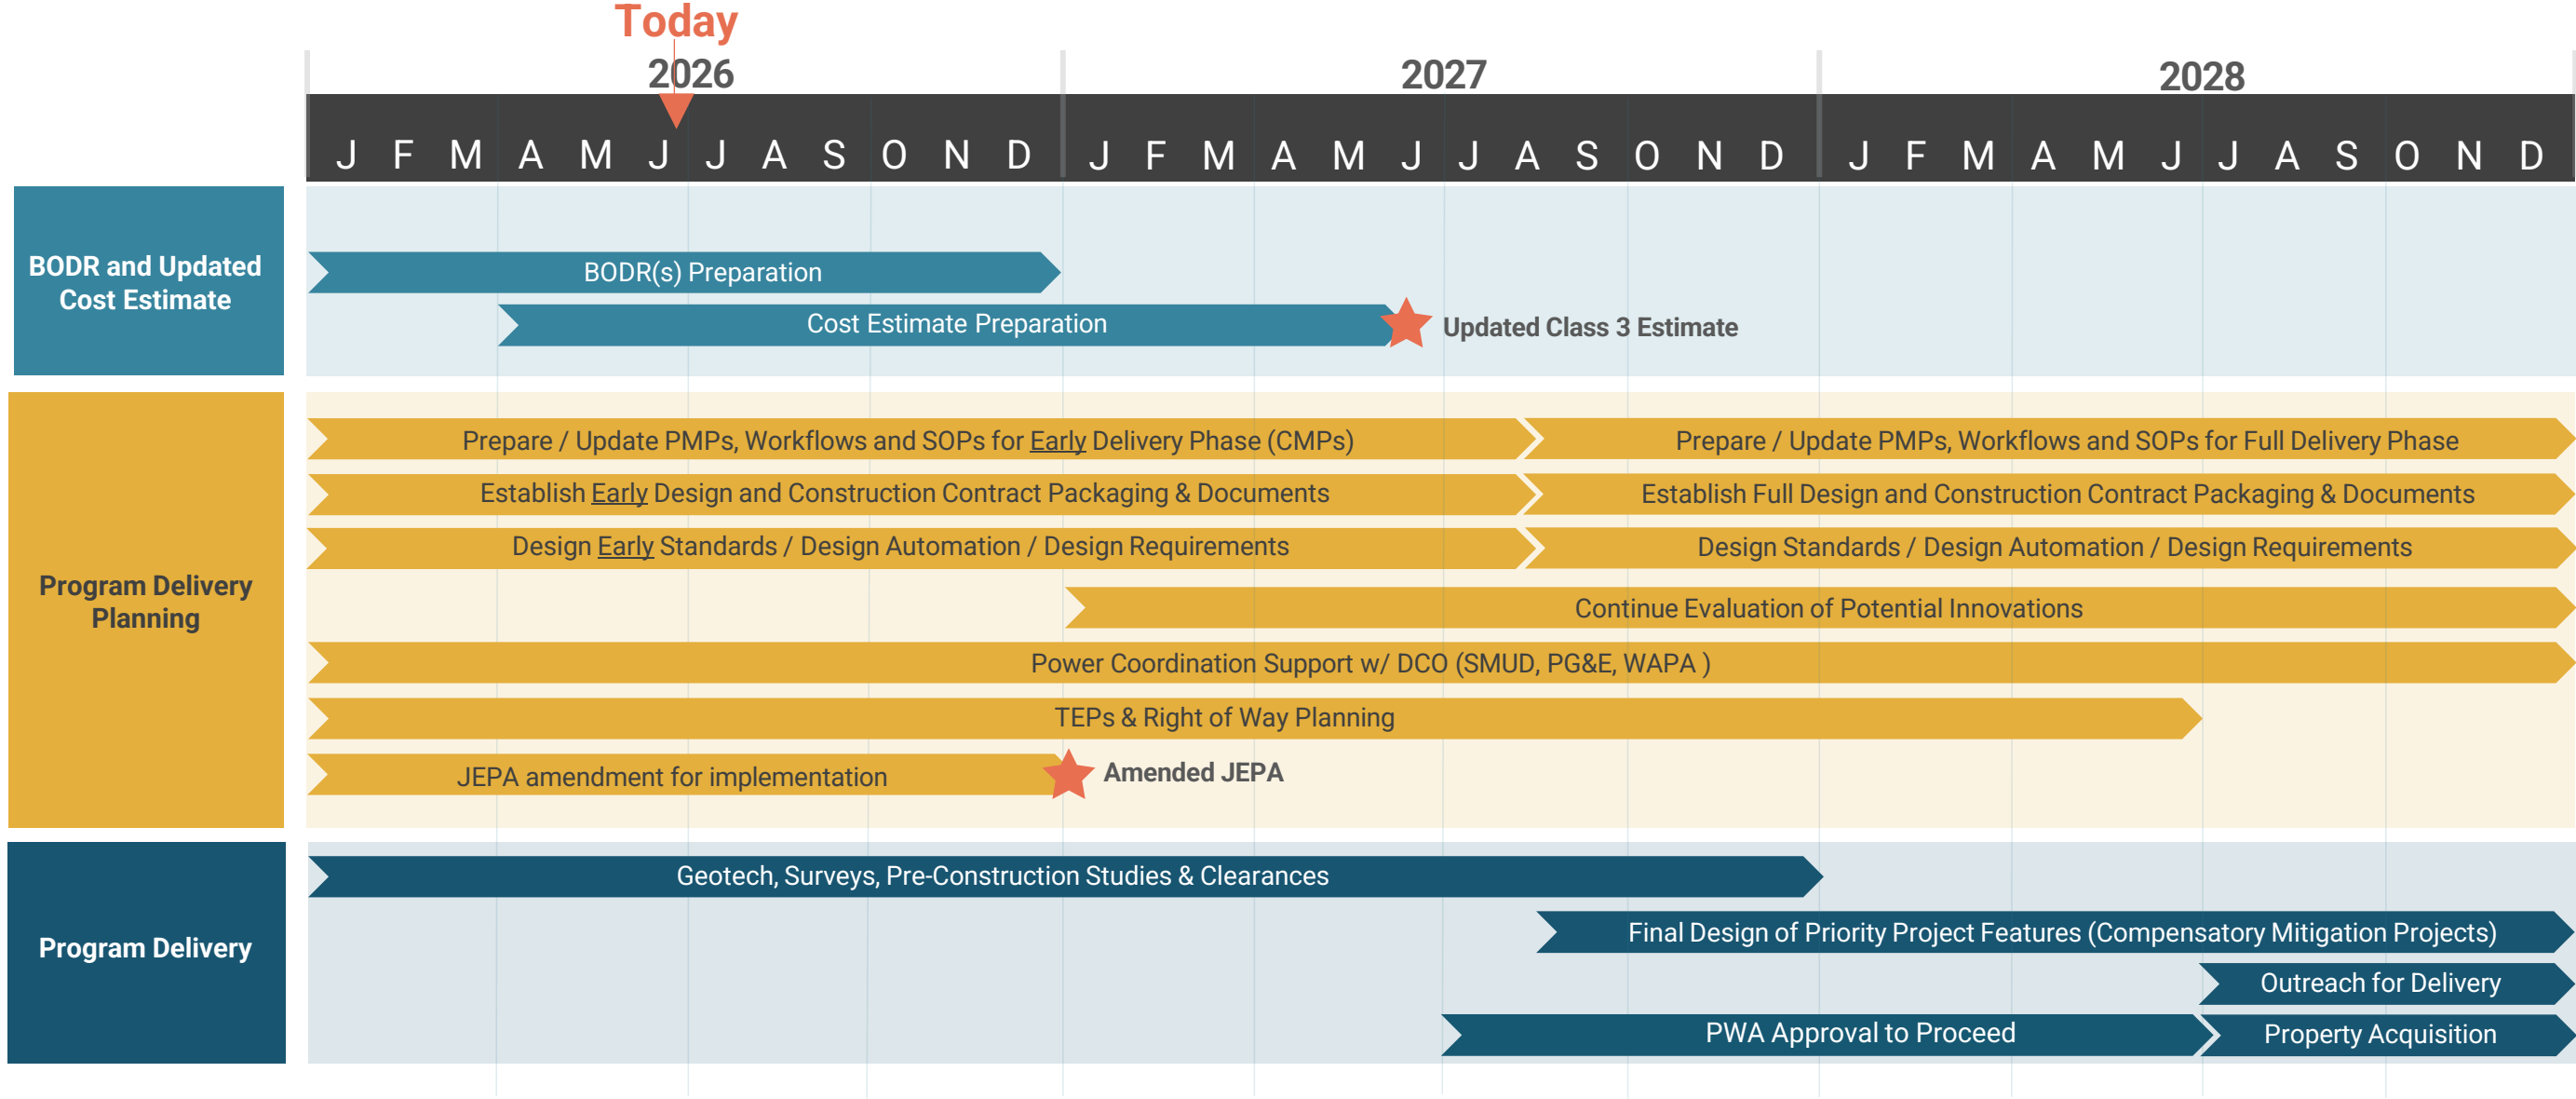 Today
2026 2027 2028
J F M A M J J A S O N D J F M A M J J A S O N D J F M A M J J A S O N D
BODR and Updated
Cost Estimate
BODR(s) Preparation
Cost Estimate Preparation
Updated Class 3 Estimate
Program Delivery
Planning
Prepare / Update PMPs, Workflows and SOPs for Early Delivery Phase (CMPs)
Prepare / Update PMPs, Workflows and SOPs for Full Delivery Phase
Establish Early Design and Construction Contract Packaging & Documents
Establish Full Design and Construction Contract Packaging & Documents
Design Early Standards / Design Automation / Design Requirements
Design Standards / Design Automation / Design Requirements
Continue Evaluation of Potential Innovations
Power Coordination Support w/ DCO (SMUD, PG&E, WAPA )
TEPs & Right of Way Planning
JEPA amendment for implementation
Amended JEPA
Program Delivery
Geotech, Surveys, Pre-Construction Studies & Clearances
Final Design of Priority Project Features (Compensatory Mitigation Projects)
Outreach for Delivery
PWA Approval to Proceed
Property Acquisition